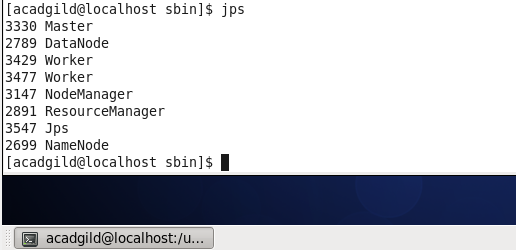 [acadgild@localhost sbin]$ jps
3330 Master
2789 DataNode
3429 Worker
3477 Worker
3147 NodeManager
2891 ResourceManager
3547 Jps
2699 NameNode
[acadgild@localhost sbin]$
acadgild@localhost:/u...